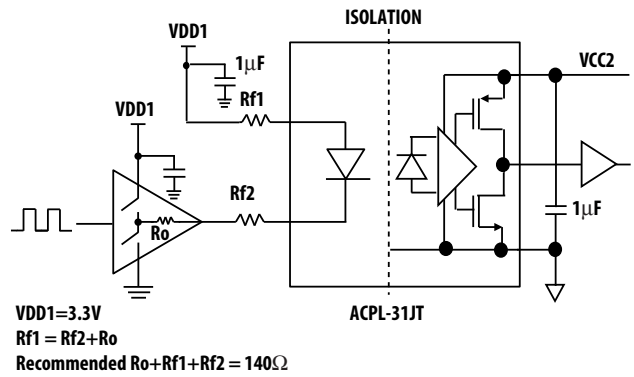 ISOLATION
VDD1
1μF
VCC2
Rf1
VDD1
Rf2
Ro
1μF
VDD1=3.3V
ACPL-31JT
Rf1 = Rf2+Ro
Recommended Ro+Rf1+Rf2 = 140Ω